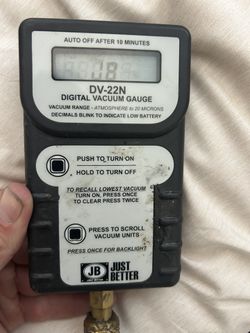 AUTO OFF AFTER 10 MINUTES
DV-22N
DIGITAL VACUUM GAUGE
VACUUM RANGE - ATMOSPHERE to 20 MICRONS
DECIMALS BLINK TO INDICATE LOW BATTERY
PUSH TO TURN ON
HOLD TO TURN OFF
TO RECALL LOWEST VACUUM
TURN ON, PRESS ONCE
TO CLEAR PRESS TWICE
PRESS TO SCROLL
VACUUM UNITS
PRESS ONCE FOR BACKLIGHT
JB
JUST
BETTER